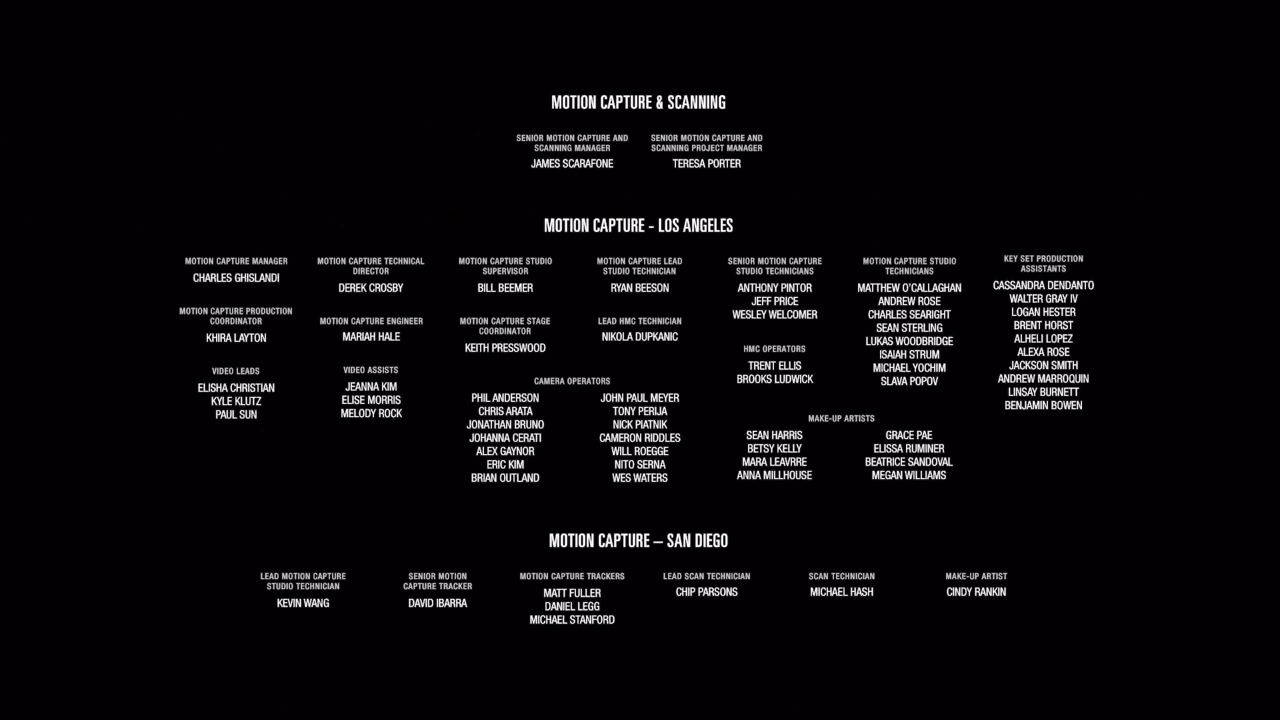 MOTION CAPTURE & SCANNING
SENIOR MOTION CAPTURE AND
SCANNING MANAGER
JAMES SCARAFONE
SENIOR MOTION CAPTURE AND
SCANNING PROJECT MANAGER
TERESA PORTER
MOTION CAPTURE - LOS ANGELES
MOTION CAPTURE MANAGER
CHARLES GHISLANDI
MOTION CAPTURE PRODUCTION
COORDINATOR
KHIRA LAYTON
VIDEO LEADS
ELISHA CHRISTIAN
KYLE KLUTZ
PAUL SUN
MOTION CAPTURE TECHNICAL
DIRECTOR
DEREK CROSBY
MOTION CAPTURE ENGINEER
MARIAH HALE
VIDEO ASSISTS
JEANNA KIM
ELISE MORRIS
MELODY ROCK
MOTION CAPTURE STUDIO
SUPERVISOR
BILL BEEMER
MOTION CAPTURE STAGE
COORDINATOR
KEITH PRESSWOOD
MOTION CAPTURE LEAD
STUDIO TECHNICIAN
RYAN BEESON
LEAD HMC TECHNICIAN
NIKOLA DUPKANIC
CAMERA OPERATORS
PHIL ANDERSON
CHRIS ARATA
JONATHAN BRUNO
JOHANNA CERATI
ALEX GAYNOR
ERIC KIM
BRIAN OUTLAND
JOHN PAUL MEYER
TONY PERIJA
NICK PIATNIK
CAMERON RIDDLES
WILL ROEGGE
NITO SERNA
WES WATERS
SENIOR MOTION CAPTURE
STUDIO TECHNICIANS
ANTHONY PINTOR
JEFF PRICE
WESLEY WELCOMER
HMC OPERATORS
TRENT ELLIS
BROOKS LUDWICK
MOTION CAPTURE STUDIO
TECHNICIANS
MATTHEW O'CALLAGHAN
ANDREW ROSE
CHARLES SEARIGHT
SEAN STERLING
LUKAS WOODBRIDGE
ISAIAH STRUM
MICHAEL YOCHIM
SLAVA POPOV
MAKE-UP ARTISTS
SEAN HARRIS
BETSY KELLY
MARA LEAVRRE
ANNA MILLHOUSE
GRACE PAE
ELISSA RUMINER
BEATRICE SANDOVAL
MEGAN WILLIAMS
KEY SET PRODUCTION
ASSISTANTS
CASSANDRA DENDANTO
WALTER GRAY IV
LOGAN HESTER
BRENT HORST
ALHELI LOPEZ
ALEXA ROSE
JACKSON SMITH
ANDREW MARROQUIN
LINSAY BURNETT
BENJAMIN BOWEN
MOTION CAPTURE – SAN DIEGO
LEAD MOTION CAPTURE
STUDIO TECHNICIAN
KEVIN WANG
SENIOR MOTION
CAPTURE TRACKER
DAVID IBARRA
MOTION CAPTURE TRACKERS
MATT FULLER
DANIEL LEGG
MICHAEL STANFORD
LEAD SCAN TECHNICIAN
CHIP PARSONS
SCAN TECHNICIAN
MICHAEL HASH
MAKE-UP ARTIST
CINDY RANKIN